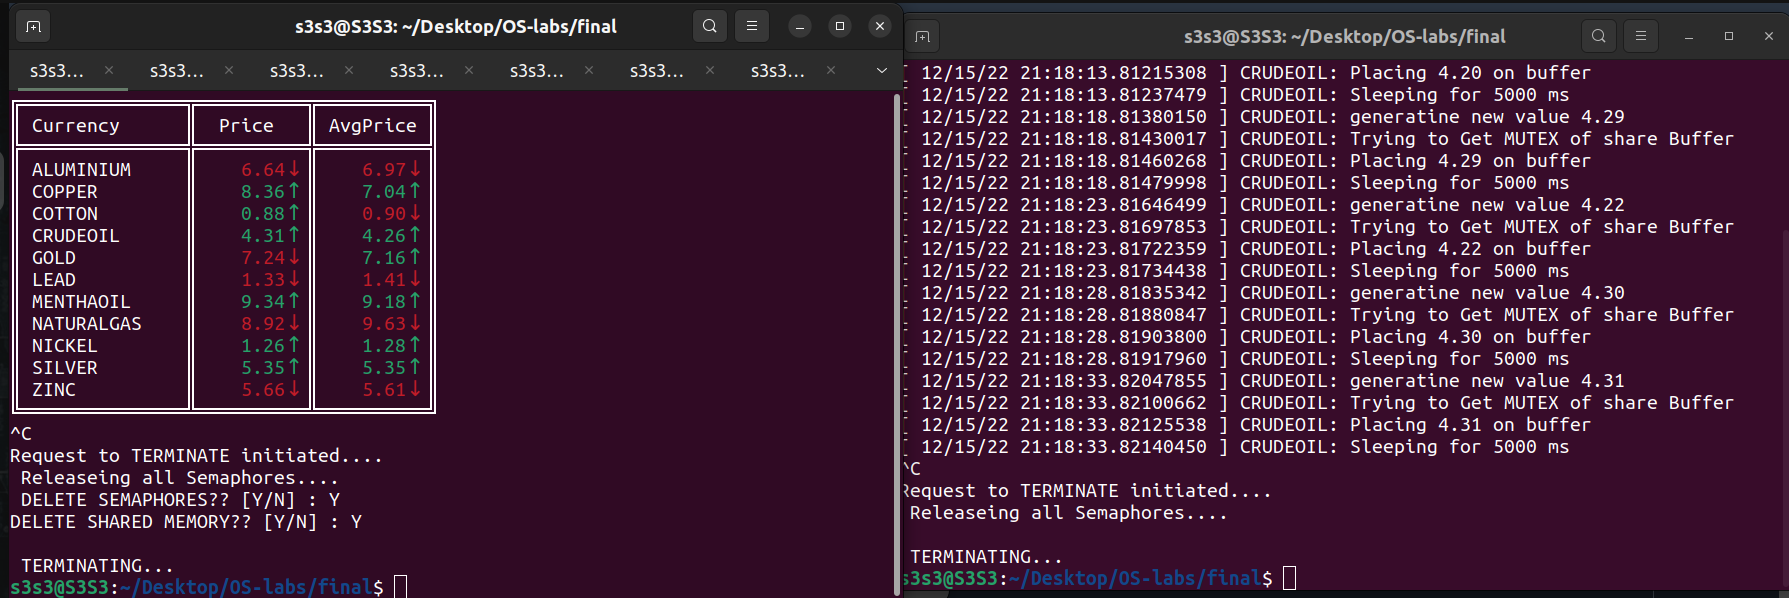 s3s3@S3S3: ~/Desktop/OS-labs/final
s3s3... × s3s3... × s3s3... × s3s3... × s3s3... × s3s3... × s3s3... ×
Currency Price AvgPrice
ALUMINIUM 6.64↓ 6.97↓
COPPER 8.36↑ 7.04↑
COTTON 0.88↑ 0.90↓
CRUDEOIL 4.31↑ 4.26↑
GOLD 7.24↓ 7.16↑
LEAD 1.33↓ 1.41↓
MENTHAOIL 9.34↑ 9.18↑
NATURALGAS 8.92↓ 9.63↓
NICKEL 1.26↑ 1.28↑
SILVER 5.35↑ 5.35↑
ZINC 5.66↓ 5.61↓
^C
Request to TERMINATE initiated....
Releaseing all Semaphores....
DELETE SEMAPHORES?? [Y/N] : Y
DELETE SHARED MEMORY?? [Y/N] : Y
TERMINATING...
s3s3@S3S3:~/Desktop/OS-labs/final$
s3s3@S3S3: ~/Desktop/OS-labs/final
[ 12/15/22 21:18:13.81215308 ] CRUDEOIL: Placing 4.20 on buffer
[ 12/15/22 21:18:13.81237479 ] CRUDEOIL: Sleeping for 5000 ms
[ 12/15/22 21:18:18.81380150 ] CRUDEOIL: generatine new value 4.29
[ 12/15/22 21:18:18.81430017 ] CRUDEOIL: Trying to Get MUTEX of share Buffer
[ 12/15/22 21:18:18.81460268 ] CRUDEOIL: Placing 4.29 on buffer
[ 12/15/22 21:18:18.81479998 ] CRUDEOIL: Sleeping for 5000 ms
[ 12/15/22 21:18:23.81646499 ] CRUDEOIL: generatine new value 4.22
[ 12/15/22 21:18:23.81697853 ] CRUDEOIL: Trying to Get MUTEX of share Buffer
[ 12/15/22 21:18:23.81722359 ] CRUDEOIL: Placing 4.22 on buffer
[ 12/15/22 21:18:23.81734438 ] CRUDEOIL: Sleeping for 5000 ms
[ 12/15/22 21:18:28.81835342 ] CRUDEOIL: generatine new value 4.30
[ 12/15/22 21:18:28.81880847 ] CRUDEOIL: Trying to Get MUTEX of share Buffer
[ 12/15/22 21:18:28.81903800 ] CRUDEOIL: Placing 4.30 on buffer
[ 12/15/22 21:18:28.81917960 ] CRUDEOIL: Sleeping for 5000 ms
[ 12/15/22 21:18:33.82047855 ] CRUDEOIL: generatine new value 4.31
[ 12/15/22 21:18:33.82100662 ] CRUDEOIL: Trying to Get MUTEX of share Buffer
[ 12/15/22 21:18:33.82125538 ] CRUDEOIL: Placing 4.31 on buffer
[ 12/15/22 21:18:33.82140450 ] CRUDEOIL: Sleeping for 5000 ms
^C
Request to TERMINATE initiated....
Releaseing all Semaphores....
TERMINATING...
s3s3@S3S3:~/Desktop/OS-labs/final$